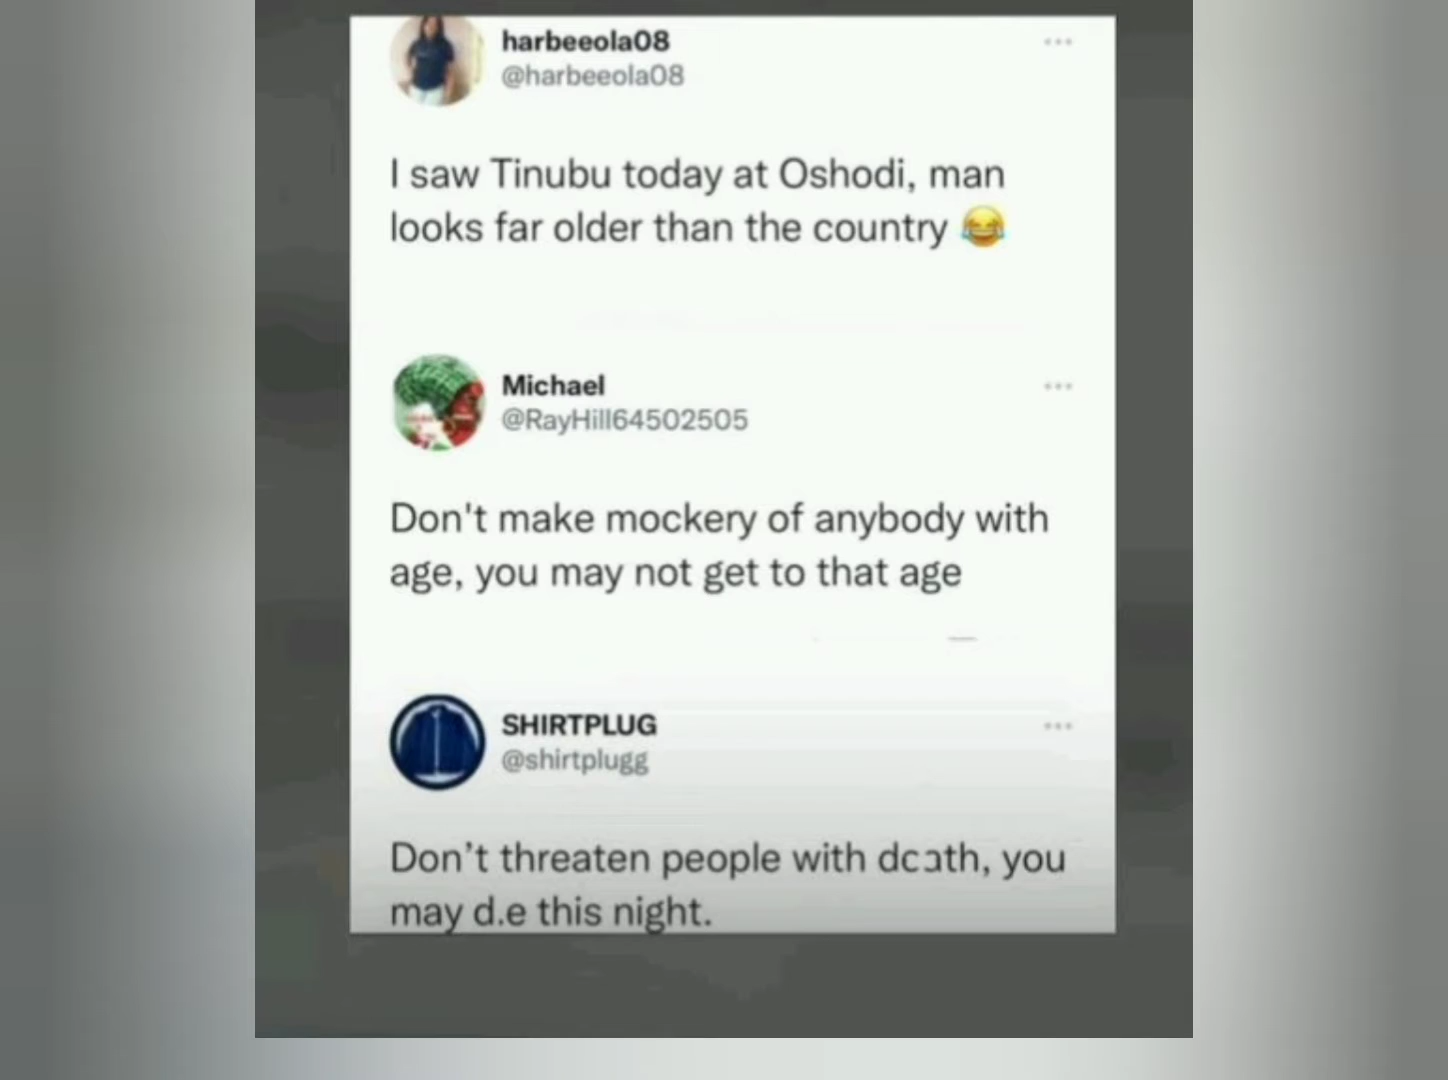 harbeeola08
@harbeeola08
I saw Tinubu today at Oshodi, man
looks far older than the country 😂
Michael
@RayHill64502505
Don't make mockery of anybody with
age, you may not get to that age
SHIRTPLUG
@shirtplugg
Don’t threaten people with dcath, you
may d.e this night.